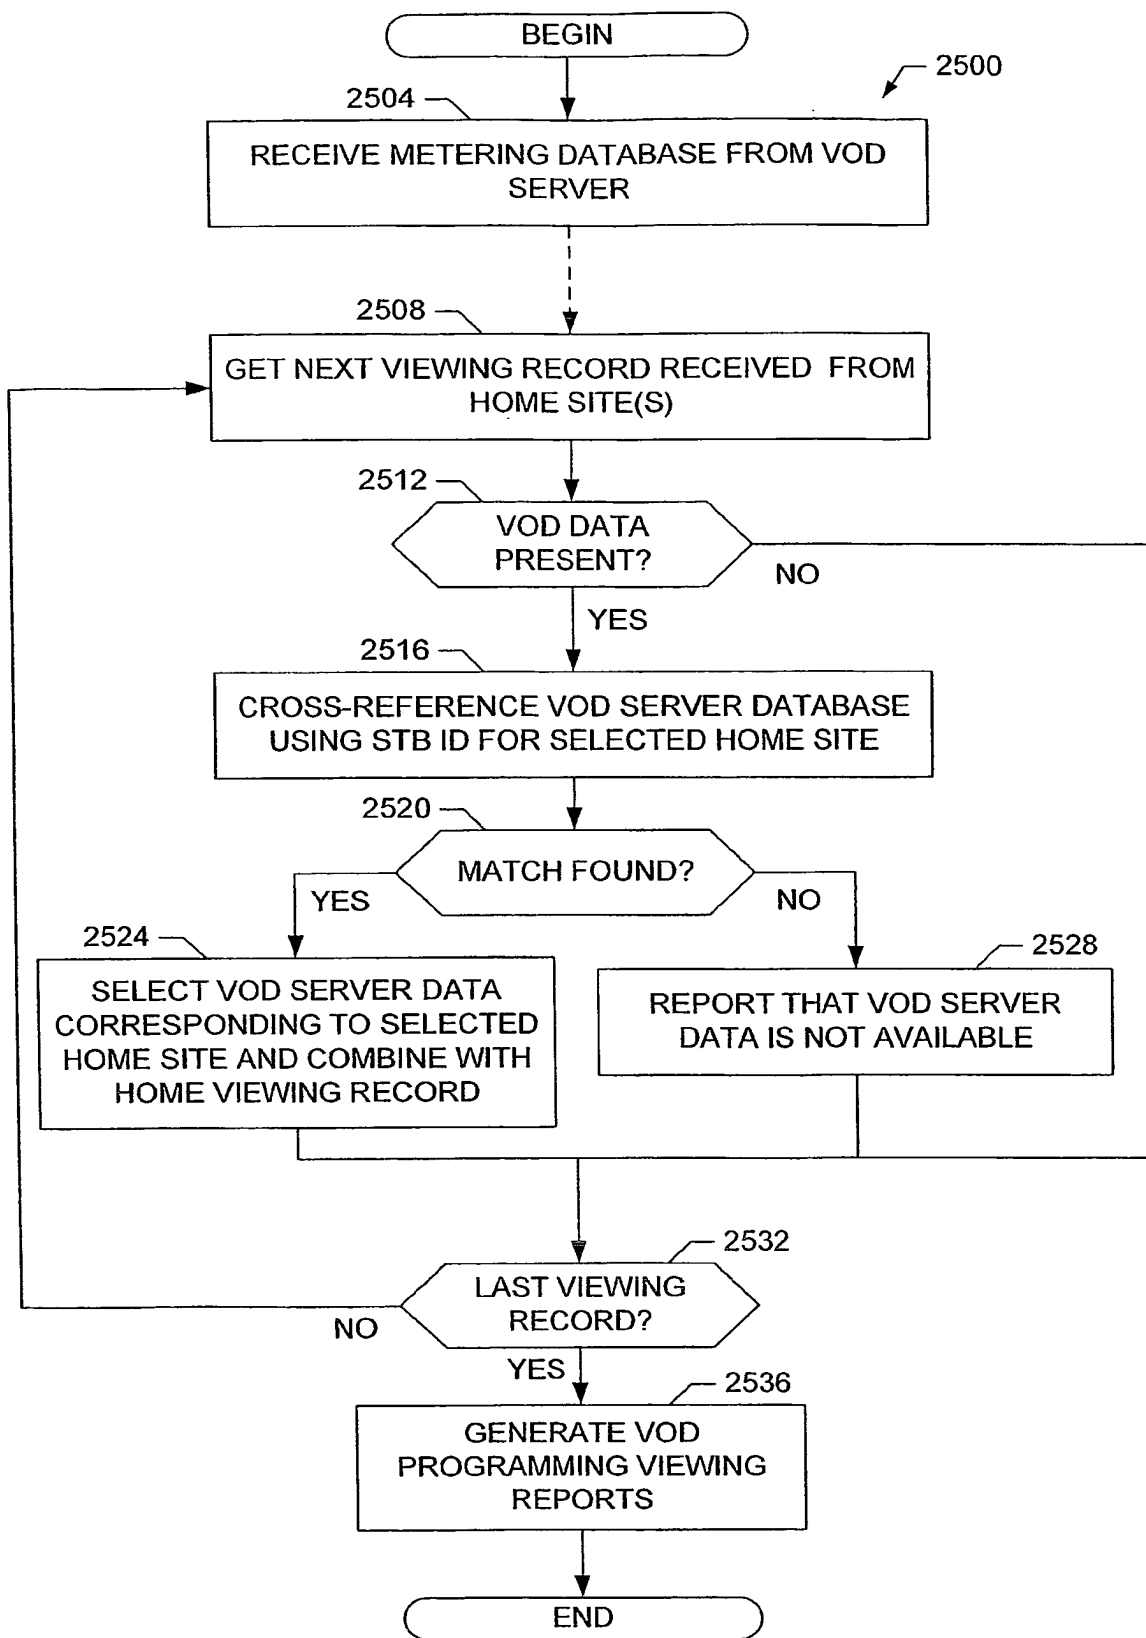 BEGIN
2500
2504
RECEIVE METERING DATABASE FROM VOD
SERVER
2508
GET NEXT VIEWING RECORD RECEIVED FROM
HOME SITE(S)
2512
VOD DATA
PRESENT?
NO
YES
2516
CROSS-REFERENCE VOD SERVER DATABASE
USING STB ID FOR SELECTED HOME SITE
2520
MATCH FOUND?
YES
NO
2524
SELECT VOD SERVER DATA
CORRESPONDING TO SELECTED
HOME SITE AND COMBINE WITH
HOME VIEWING RECORD
2528
REPORT THAT VOD SERVER
DATA IS NOT AVAILABLE
2532
LAST VIEWING
RECORD?
NO
YES
2536
GENERATE VOD
PROGRAMMING VIEWING
REPORTS
END